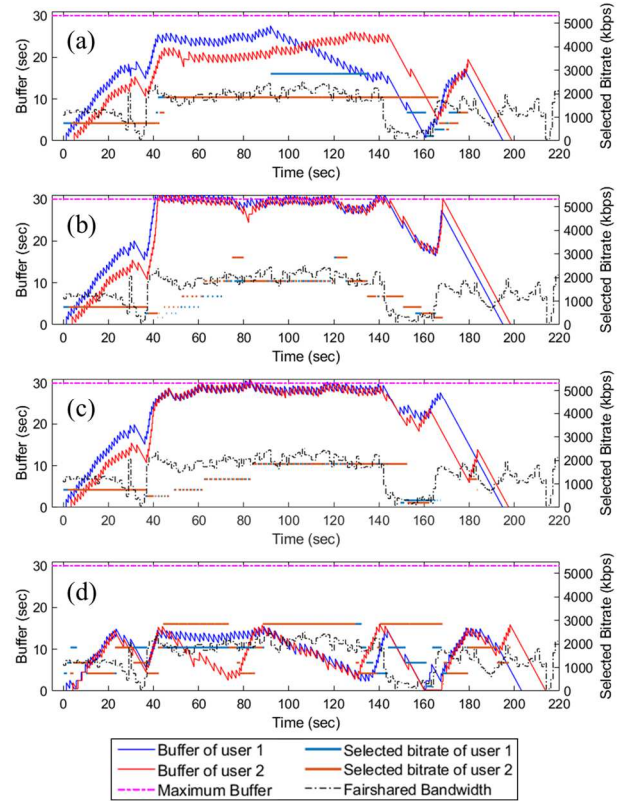 (a)
Buffer (sec)
30
20
10
0
Selected Bitrate (kbps)
5000
4000
3000
2000
1000
0
0 20 40 60 80 100 120 140 160 180 200 220
Time (sec)
(b)
Buffer (sec)
30
20
10
0
Selected Bitrate (kbps)
5000
4000
3000
2000
1000
0
0 20 40 60 80 100 120 140 160 180 200 220
Time (sec)
(c)
Buffer (sec)
30
20
10
0
Selected Bitrate (kbps)
5000
4000
3000
2000
1000
0
0 20 40 60 80 100 120 140 160 180 200 220
Time (sec)
(d)
Buffer (sec)
30
20
10
0
Selected Bitrate (kbps)
5000
4000
3000
2000
1000
0
0 20 40 60 80 100 120 140 160 180 200 220
Time (sec)
Buffer of user 1
Buffer of user 2
Maximum Buffer
Selected bitrate of user 1
Selected bitrate of user 2
Fairshared Bandwidth